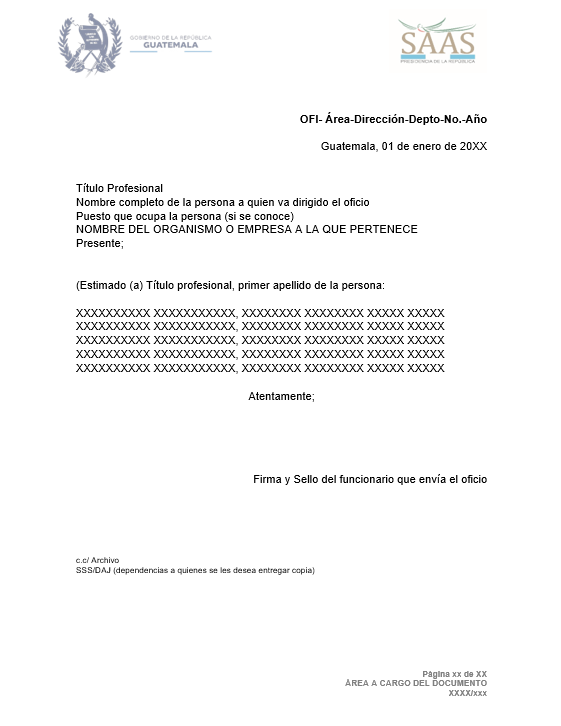 GOBIERNO DE LA REPÚBLICA
GUATEMALA
SAAS
PRESIDENCIA DE LA REPÚBLICA
OFI- Área-Dirección-Depto-No.-Año
Guatemala, 01 de enero de 20XX
Título Profesional
Nombre completo de la persona a quien va dirigido el oficio
Puesto que ocupa la persona (si se conoce)
NOMBRE DEL ORGANISMO O EMPRESA A LA QUE PERTENECE
Presente;
(Estimado (a) Título profesional, primer apellido de la persona:
XXXXXXXXXX XXXXXXXXXXX, XXXXXXXX XXXXXXXX XXXXX XXXXX
XXXXXXXXXX XXXXXXXXXXX, XXXXXXXX XXXXXXXX XXXXX XXXXX
XXXXXXXXXX XXXXXXXXXXX, XXXXXXXX XXXXXXXX XXXXX XXXXX
XXXXXXXXXX XXXXXXXXXXX, XXXXXXXX XXXXXXXX XXXXX XXXXX
XXXXXXXXXX XXXXXXXXXXX, XXXXXXXX XXXXXXXX XXXXX XXXXX
Atentamente;
Firma y Sello del funcionario que envía el oficio
c.c/ Archivo
SSS/DAJ (dependencias a quienes se les desea entregar copia)
Página xx de XX
ÁREA A CARGO DEL DOCUMENTO
XXXX/xxx